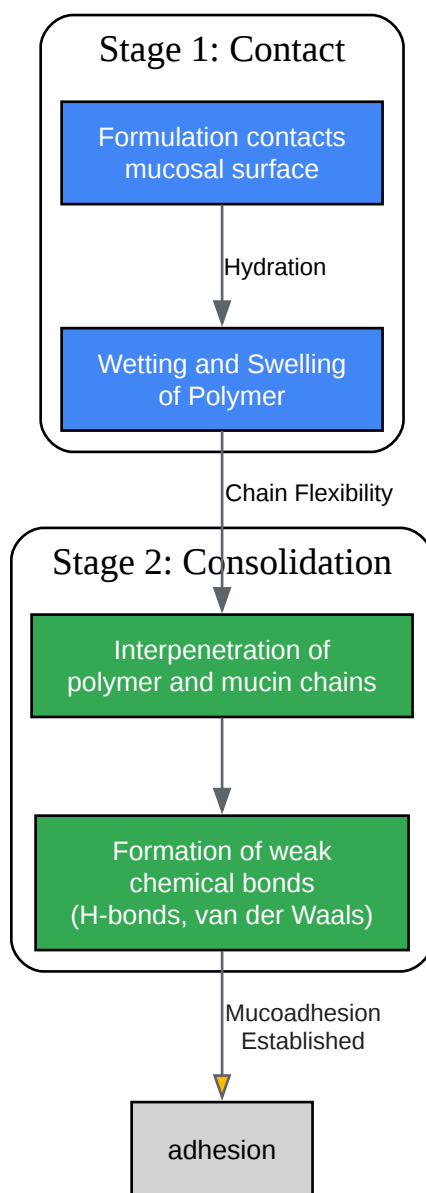 Stage 1: Contact
Formulation contacts
mucosal surface
Hydration
Wetting and Swelling
of Polymer
Chain Flexibility
Stage 2: Consolidation
Interpenetration of
polymer and mucin chains
Formation of weak
chemical bonds
(H-bonds, van der Waals)
Mucoadhesion
Established
adhesion